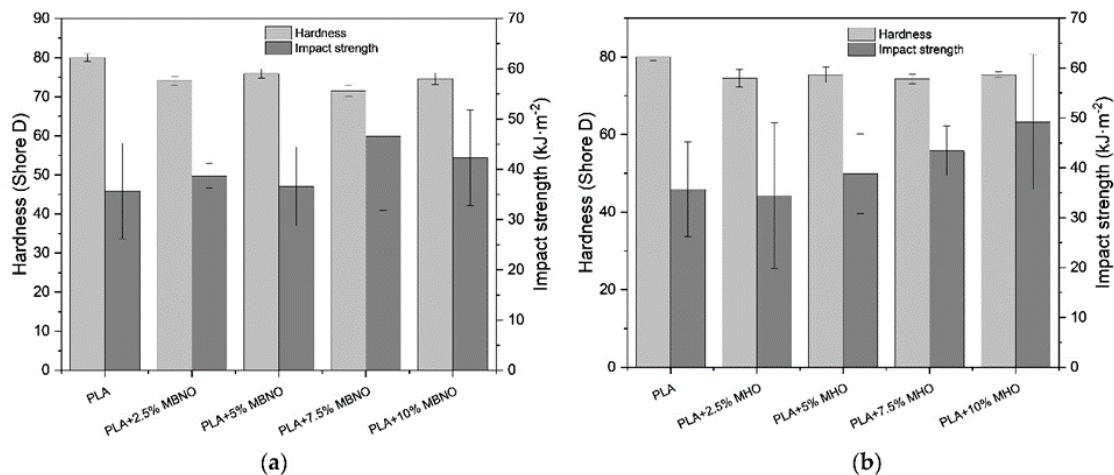 90
80
70
60
50
40
30
20
10
0
Hardness (Shore D)
Hardness
Impact strength
70
60
50
40
30
20
10
0
Impact strength (kJ·m⁻²)
PLA
PLA+2.5% MBNO
PLA+5% MBNO
PLA+7.5% MBNO
PLA+10% MBNO
(a)
80
60
40
20
0
Hardness (Shore D)
Hardness
Impact strength
70
60
50
40
30
20
10
0
Impact strength (kJ·m⁻²)
PLA
PLA+2.5% MHO
PLA+5% MHO
PLA+7.5% MHO
PLA+10% MHO
(b)